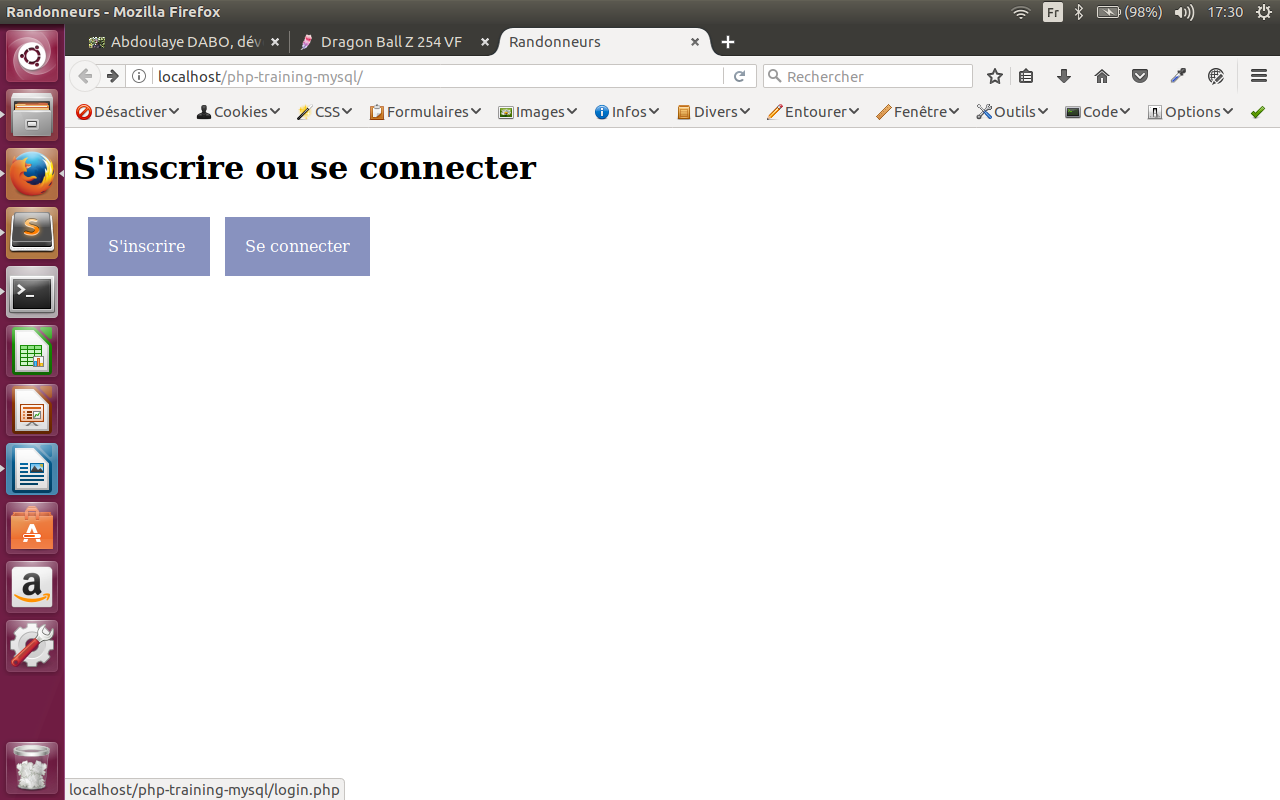 Randonneurs - Mozilla Firefox
Fr
(98%)
17:30
Abdoulaye DABO, dév
Dragon Ball Z 254 VF
Randonneurs
localhost/php-training-mysql/
Rechercher
Désactiver
Cookies
CSS
Formulaires
Images
Infos
Divers
Entourer
Fenêtre
Outils
Code
Options
S'inscrire ou se connecter
S'inscrire
Se connecter
localhost/php-training-mysql/login.php